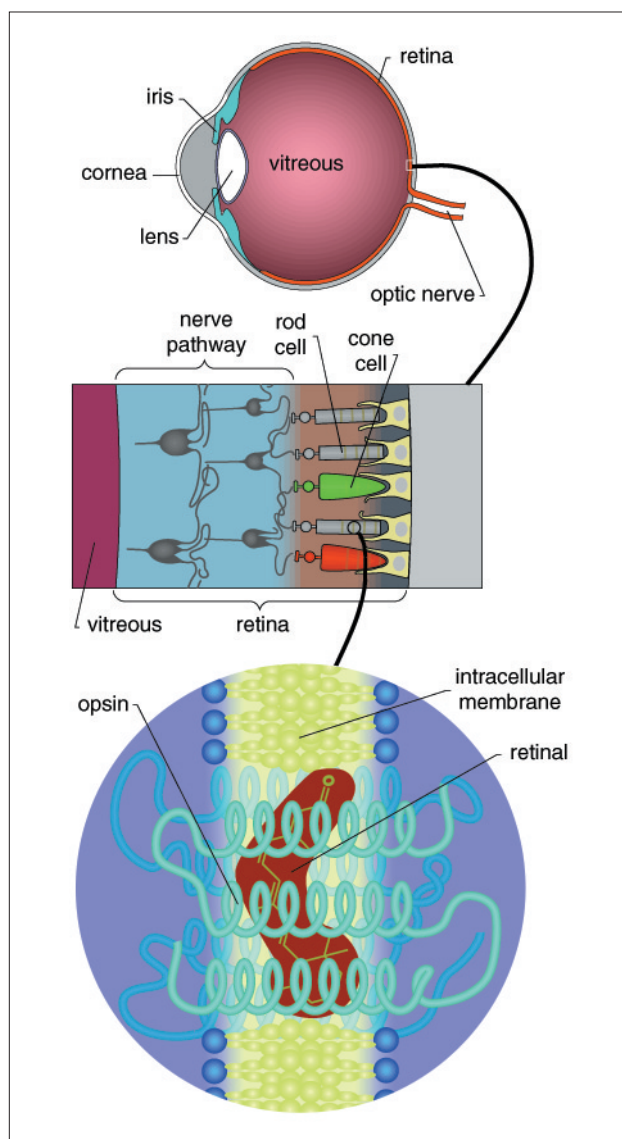 retina
iris
vitreous
cornea
lens
optic nerve
nerve
pathway
rod
cell
cone
cell
vitreous
retina
intracellular
membrane
opsin
retinal